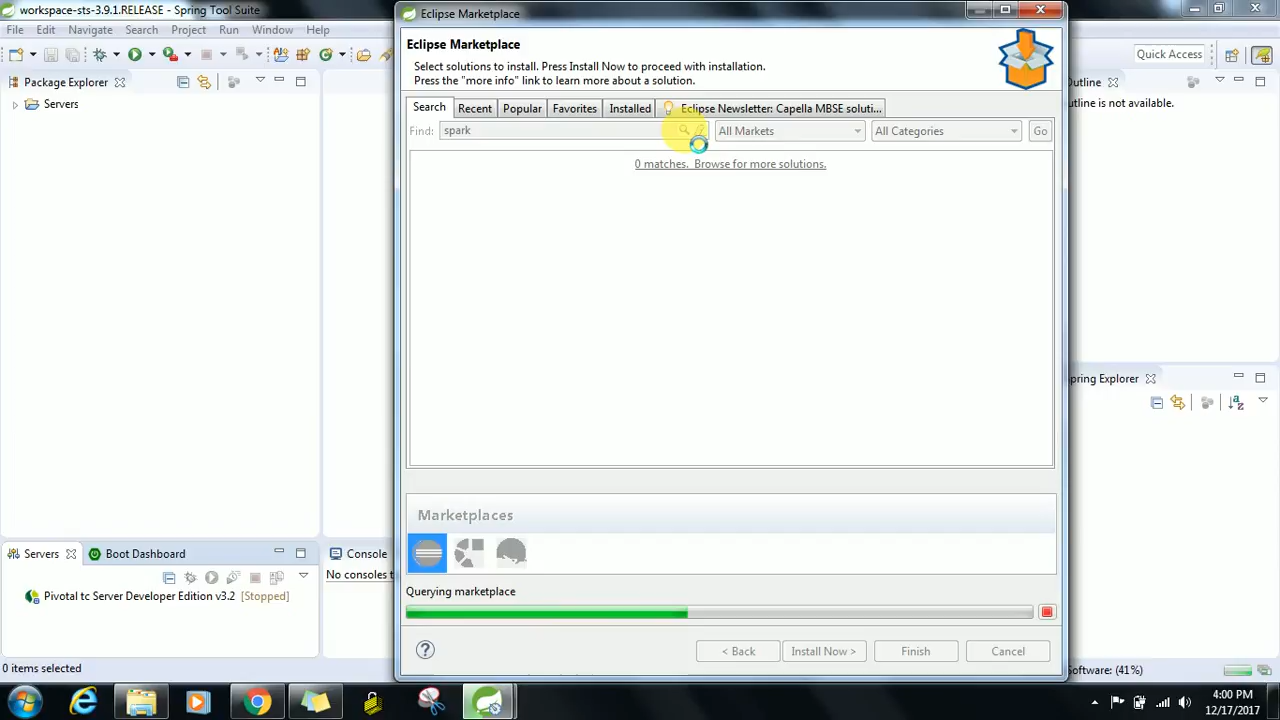 workspace-sts-3.9.1.RELEASE - Spring Tool Suite
File Edit Navigate Search Project Run Window Help
Quick Access
Package Explorer
Servers
Eclipse Marketplace
Eclipse Marketplace
Select solutions to install. Press Install Now to proceed with installation.
Press the "more info" link to learn more about a solution.
Search Recent Popular Favorites Installed Eclipse Newsletter: Capella MBSE soluti...
Find: spark All Markets All Categories Go
0 matches. Browse for more solutions.
Marketplaces
Querying marketplace
? < Back Install Now > Finish Cancel
Outline
utline is not available.
pring Explorer
Servers Boot Dashboard
Pivotal tc Server Developer Edition v3.2 [Stopped]
Console
No consoles t
0 items selected
Software: (41%)
4:00 PM
12/17/2017